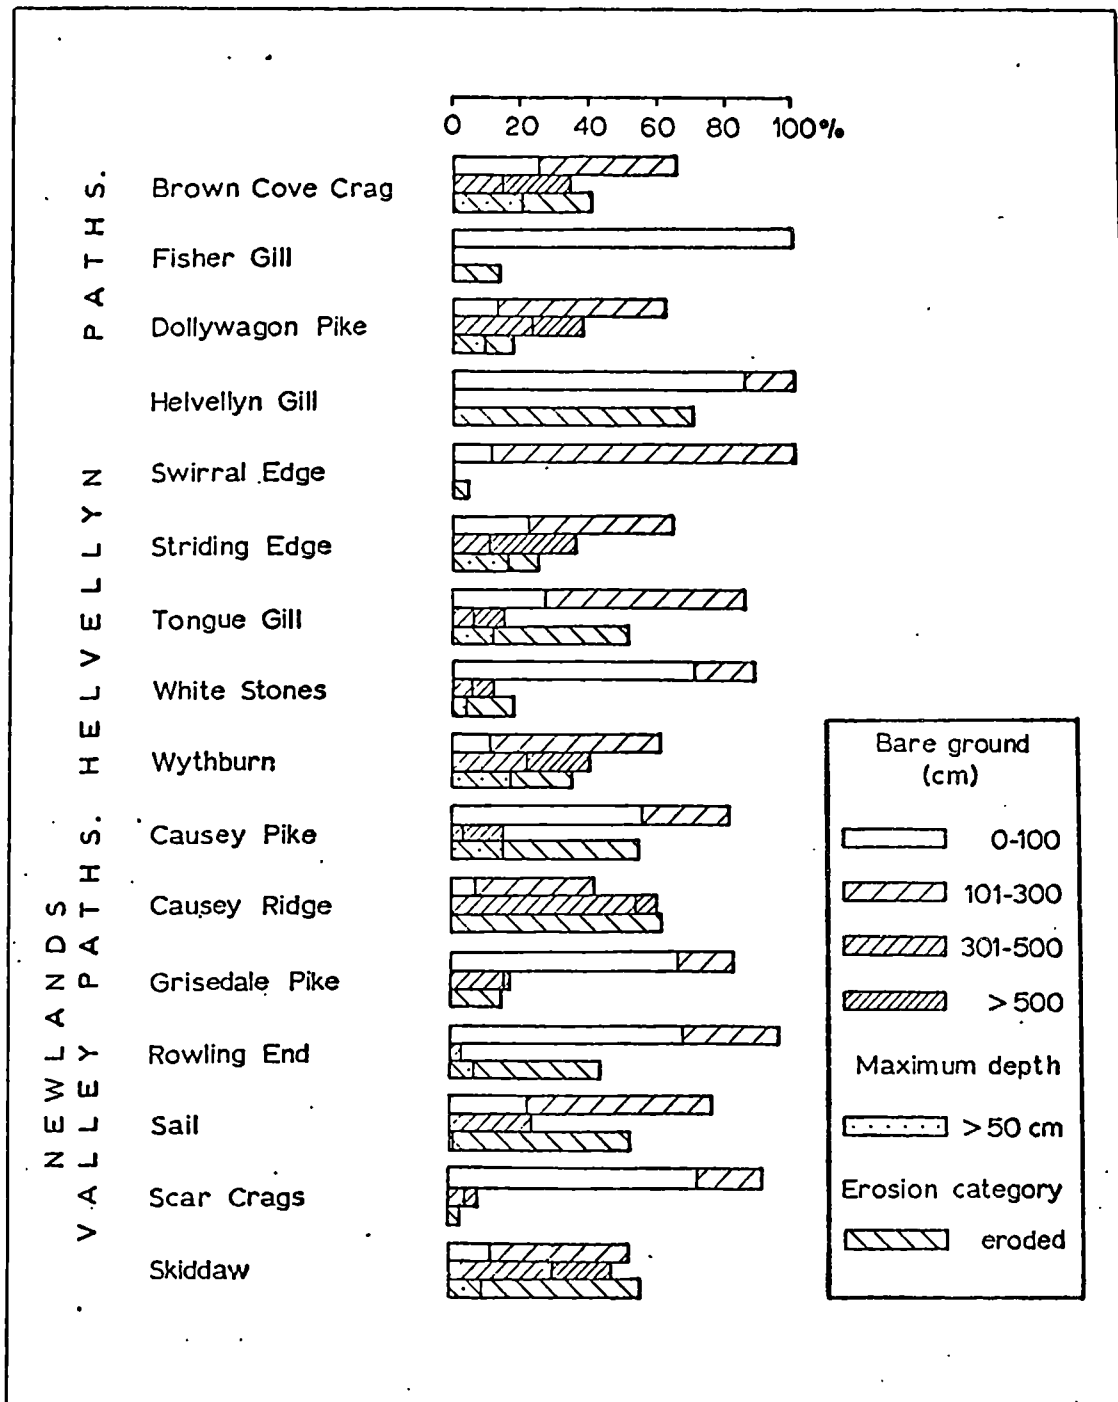 0 20 40 60 80 100%
HELVELLYN PATHS.
Brown Cove Crag
Fisher Gill
Dollywagon Pike
Helvellyn Gill
Swirral Edge
Striding Edge
Tongue Gill
White Stones
Wythburn
NEWLANDS
VALLEY PATHS.
Causey Pike
Causey Ridge
Grisedale Pike
Rowling End
Sail
Scar Crags
Skiddaw
Bare ground
(cm)
0-100
101-300
301-500
>500
Maximum depth
>50 cm
Erosion category
eroded